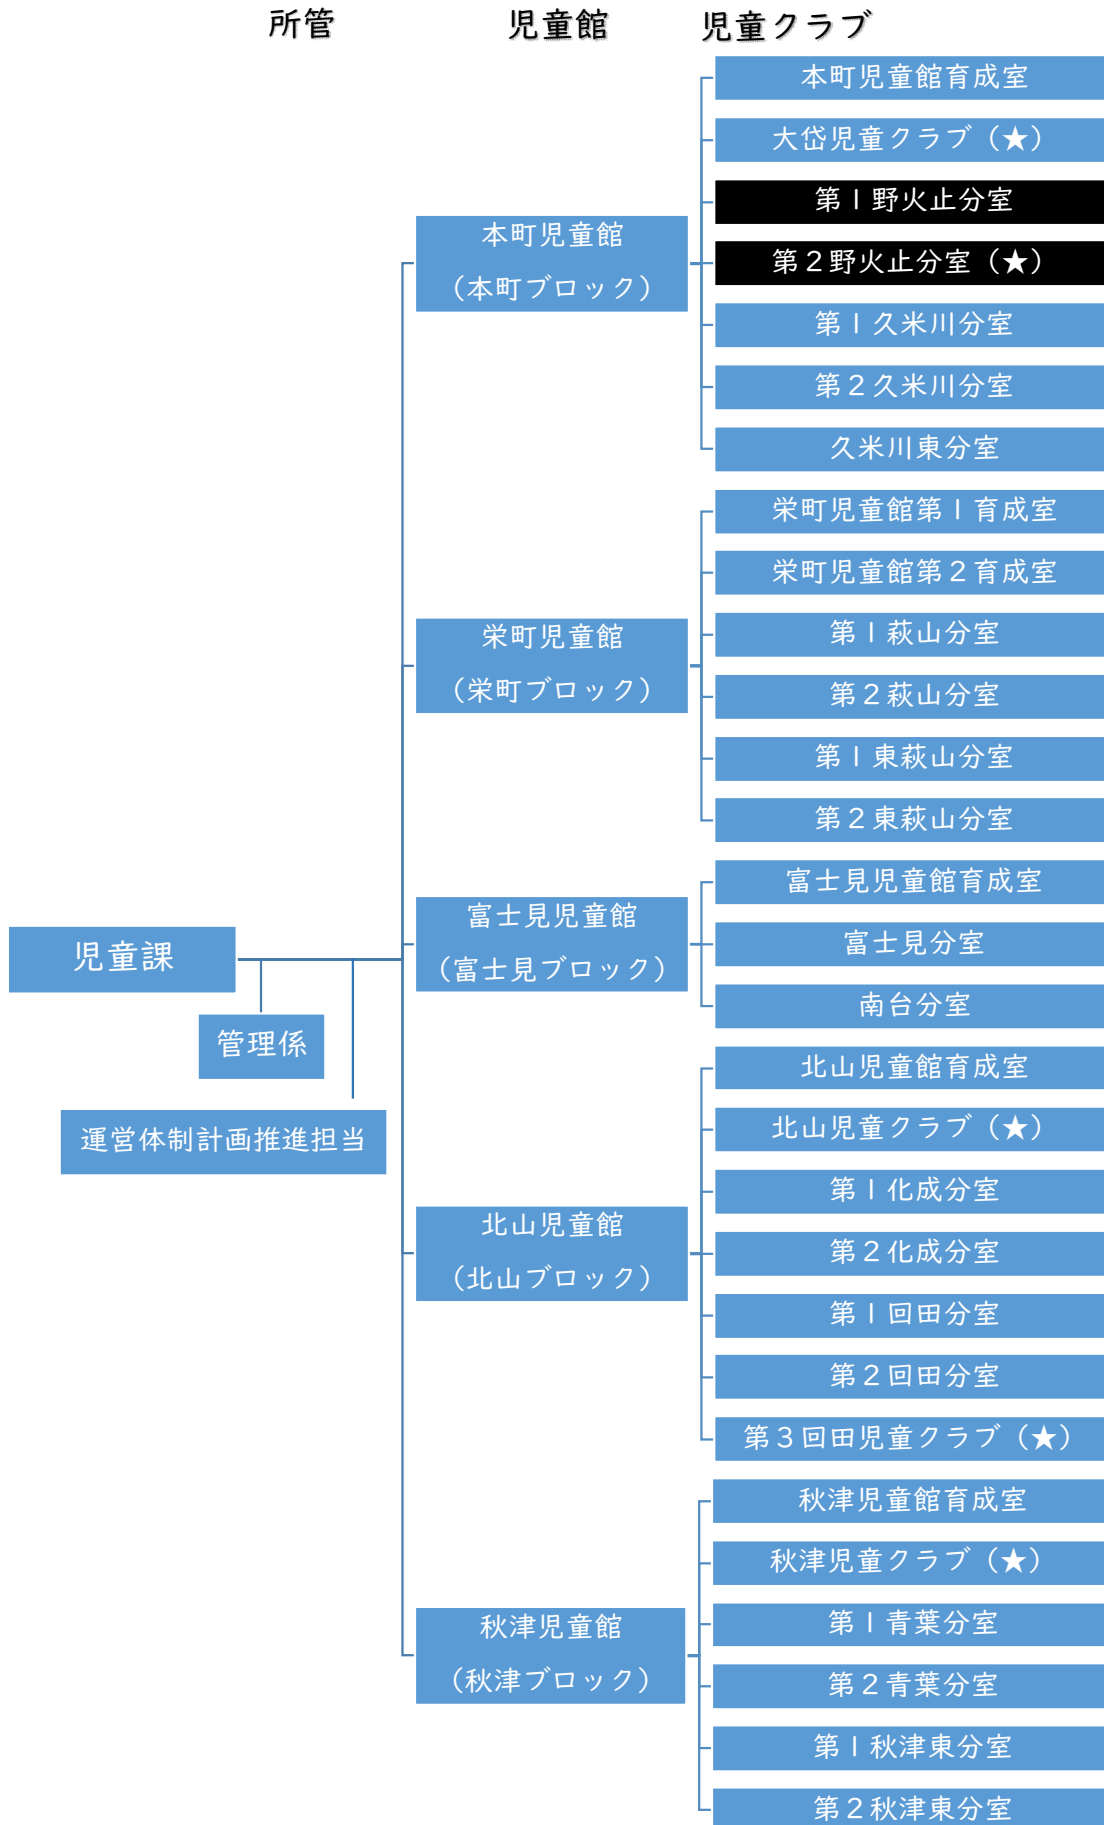 所管
児童館
児童クラブ
児童課
管理係
運営体制計画推進担当
本町児童館
（本町ブロック）
本町児童館育成室
大岱児童クラブ（★）
第１野火止分室
第２野火止分室（★）
第１久米川分室
第２久米川分室
久米川東分室
栄町児童館
（栄町ブロック）
栄町児童館第１育成室
栄町児童館第２育成室
第１萩山分室
第２萩山分室
第１東萩山分室
第２東萩山分室
富士見児童館
（富士見ブロック）
富士見児童館育成室
富士見分室
南台分室
北山児童館
（北山ブロック）
北山児童館育成室
北山児童クラブ（★）
第１化成分室
第２化成分室
第１回田分室
第２回田分室
第３回田児童クラブ（★）
秋津児童館
（秋津ブロック）
秋津児童館育成室
秋津児童クラブ（★）
第１青葉分室
第２青葉分室
第１秋津東分室
第２秋津東分室